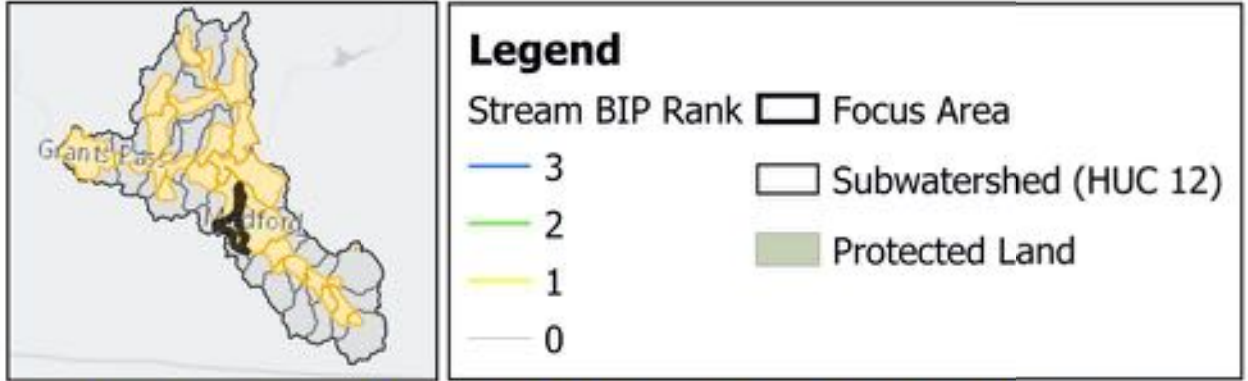 Grants Pass
Medford
Legend
Stream BIP Rank
3
2
1
0
Focus Area
Subwatershed (HUC 12)
Protected Land